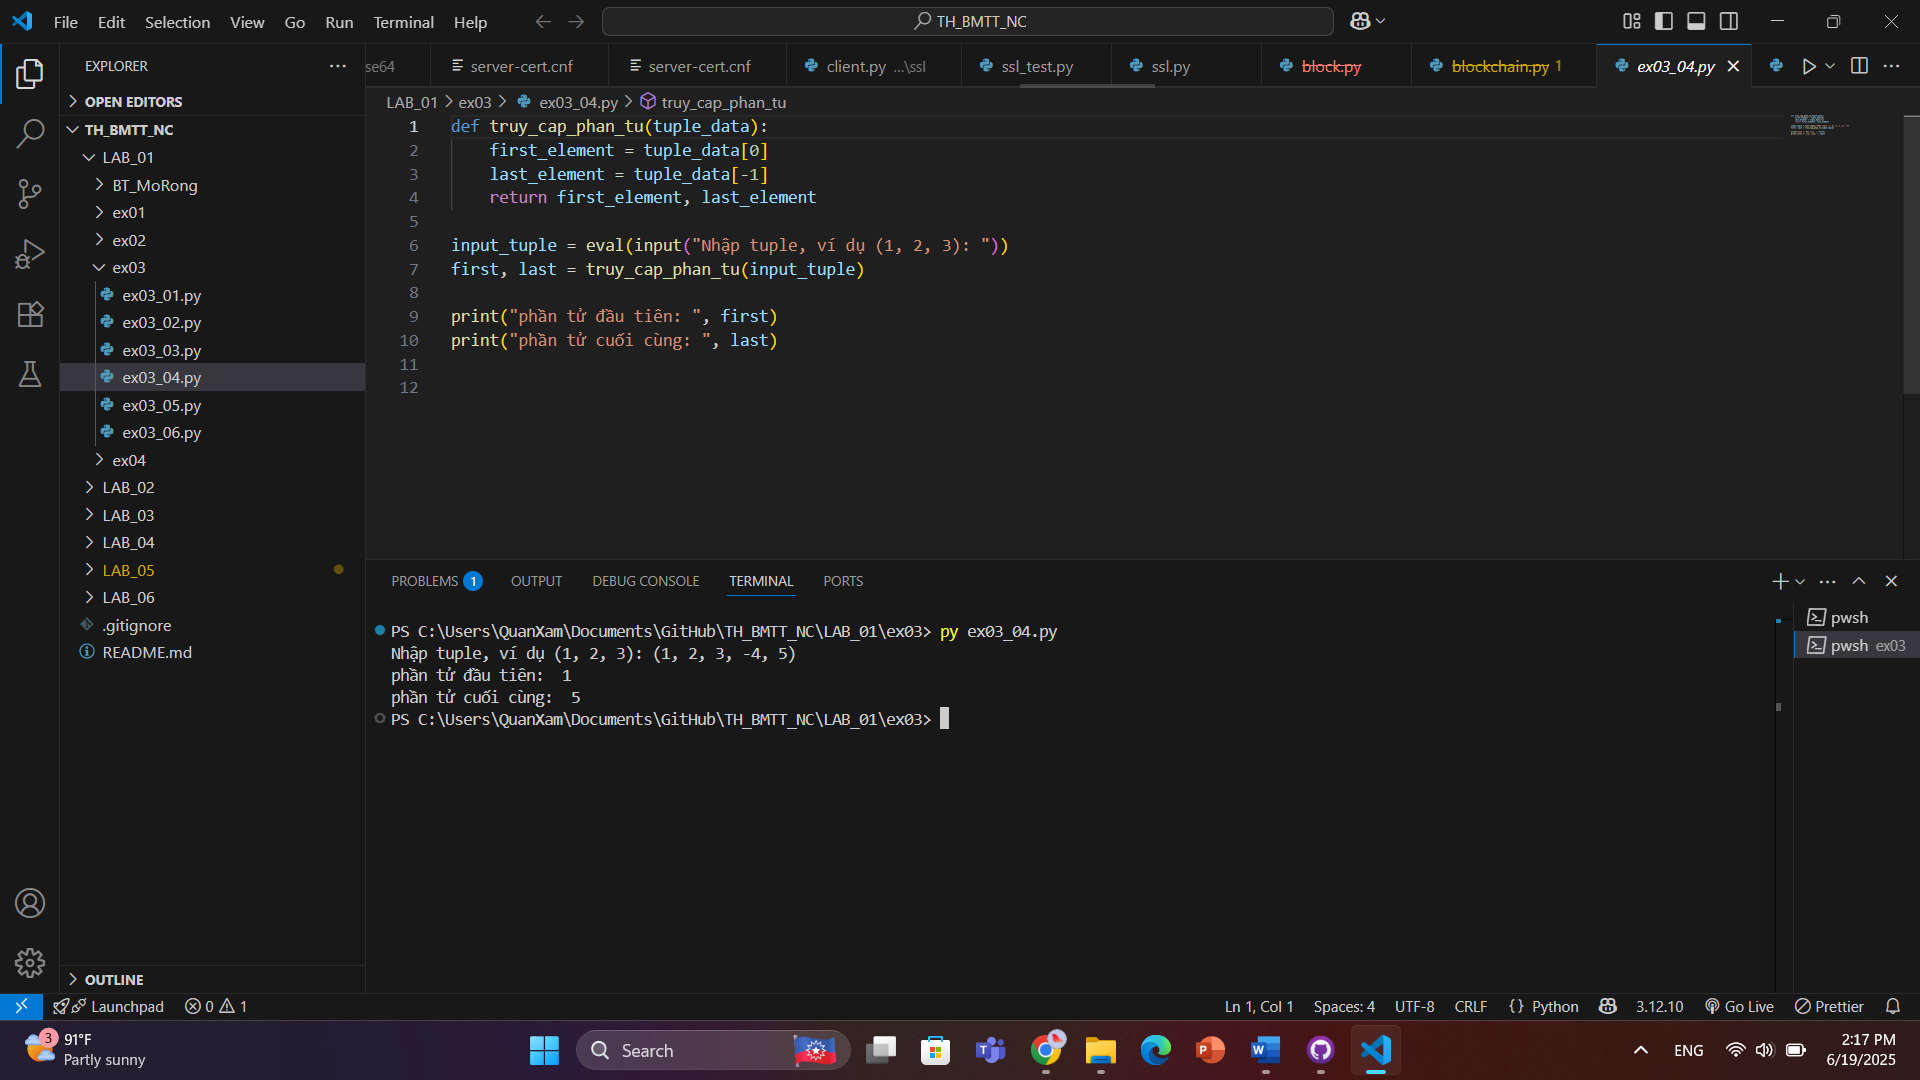 File Edit Selection View Go Run Terminal Help
TH_BMTT_NC
EXPLORER
OPEN EDITORS
TH_BMTT_NC
LAB_01
BT_MoRong
ex01
ex02
ex03
ex03_01.py
ex03_02.py
ex03_03.py
ex03_04.py
ex03_05.py
ex03_06.py
ex04
LAB_02
LAB_03
LAB_04
LAB_05
LAB_06
.gitignore
README.md
OUTLINE
se64 server-cert.cnf server-cert.cnf client.py ...\ssl ssl_test.py ssl.py block.py blockchain.py 1 ex03_04.py
LAB_01 > ex03 > ex03_04.py > truy_cap_phan_tu
1 def truy_cap_phan_tu(tuple_data):
2 first_element = tuple_data[0]
3 last_element = tuple_data[-1]
4 return first_element, last_element
5
6 input_tuple = eval(input("Nhập tuple, ví dụ (1, 2, 3): "))
7 first, last = truy_cap_phan_tu(input_tuple)
8
9 print("phần tử đầu tiên: ", first)
10 print("phần tử cuối cùng: ", last)
11
12
PROBLEMS 1 OUTPUT DEBUG CONSOLE TERMINAL PORTS
PS C:\Users\QuanXam\Documents\GitHub\TH_BMTT_NC\LAB_01\ex03> py ex03_04.py
Nhập tuple, ví dụ (1, 2, 3): (1, 2, 3, -4, 5)
phần tử đầu tiên:  1
phần tử cuối cùng:  5
PS C:\Users\QuanXam\Documents\GitHub\TH_BMTT_NC\LAB_01\ex03>
pwsh
pwsh ex03
Launchpad 0 1 Ln 1, Col 1 Spaces: 4 UTF-8 CRLF {} Python 3.12.10 Go Live Prettier
3 91°F
Partly sunny
Search
ENG
2:17 PM
6/19/2025